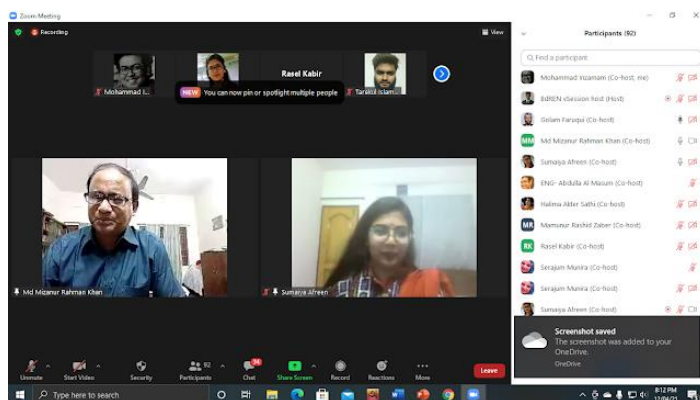 Zoom Meeting
Recording
View
Mohammad I...
Rasel Kabir
Tarakul Islam...
NEW You can now pin or spotlight multiple people
Md Mizanur Rahman Khan
Sumaiya Afreen
Unmute
Start Video
Security
92
Participants
54
Chat
Share Screen
Record
Reactions
More
Leave
Participants (92)
Find a participant
Mohammad Inzamam (Co-host, me)
BdREN vSession host (Host)
Golam Faruqui (Co-host)
MM Md Mizanur Rahman Khan (Co-host)
Sumaiya Afreen (Co-host)
ENG- Abdulla Al Masum (Co-host)
Halima Akter Sathi (Co-host)
MR Mamunur Rashid Zaber (Co-host)
RK Rasel Kabir (Co-host)
Serajum Munira (Co-host)
Serajum Munira (Co-host)
Sumaiya Afreen (Co-host)
Screenshot saved
The screenshot was added to your
OneDrive.
OneDrive
Type here to search
8:12 PM